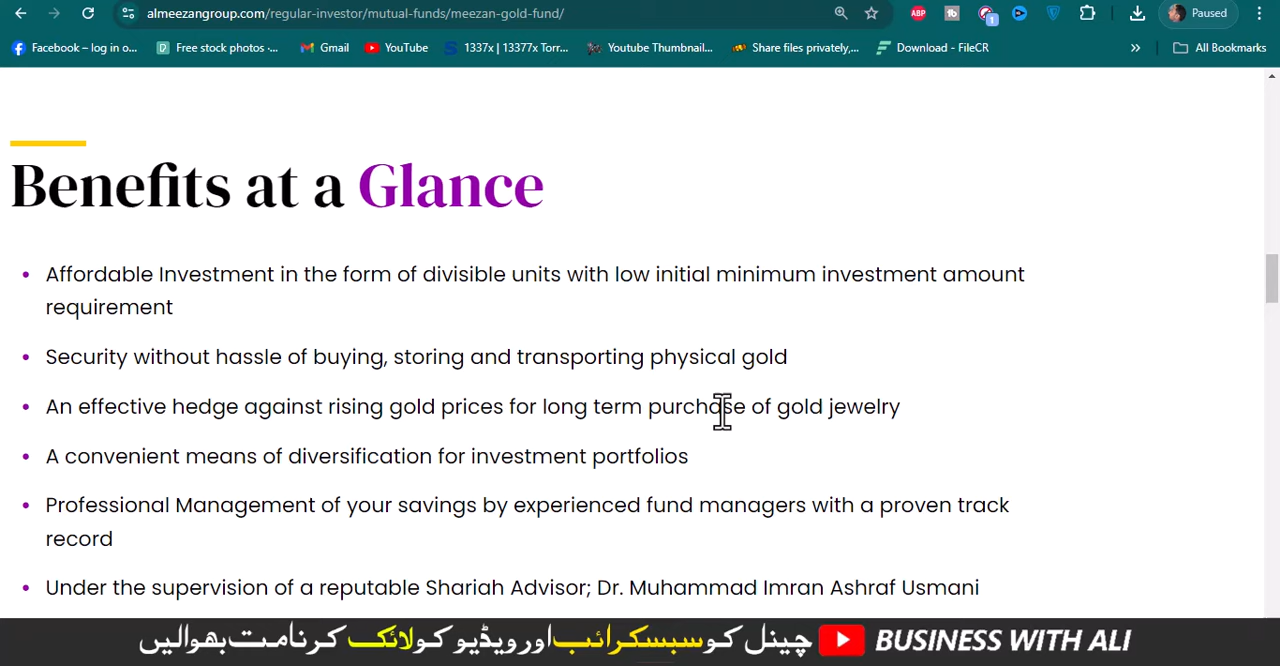 almeezangroup.com/regular-investor/mutual-funds/meezan-gold-fund/
ABP
1
Paused
Facebook – log in o...
Free stock photos ·...
Gmail
YouTube
1337x | 13377x Torr...
Youtube Thumbnail...
Share files privately,...
Download - FileCR
»
All Bookmarks
Benefits at a Glance
• Affordable Investment in the form of divisible units with low initial minimum investment amount
requirement
• Security without hassle of buying, storing and transporting physical gold
• An effective hedge against rising gold prices for long term purchase of gold jewelry
• A convenient means of diversification for investment portfolios
• Professional Management of your savings by experienced fund managers with a proven track
record
• Under the supervision of a reputable Shariah Advisor; Dr. Muhammad Imran Ashraf Usmani
چینل کو سبسکرائب اور ویڈیو کو لائک کرنا مت بھوالیں
BUSINESS WITH ALI